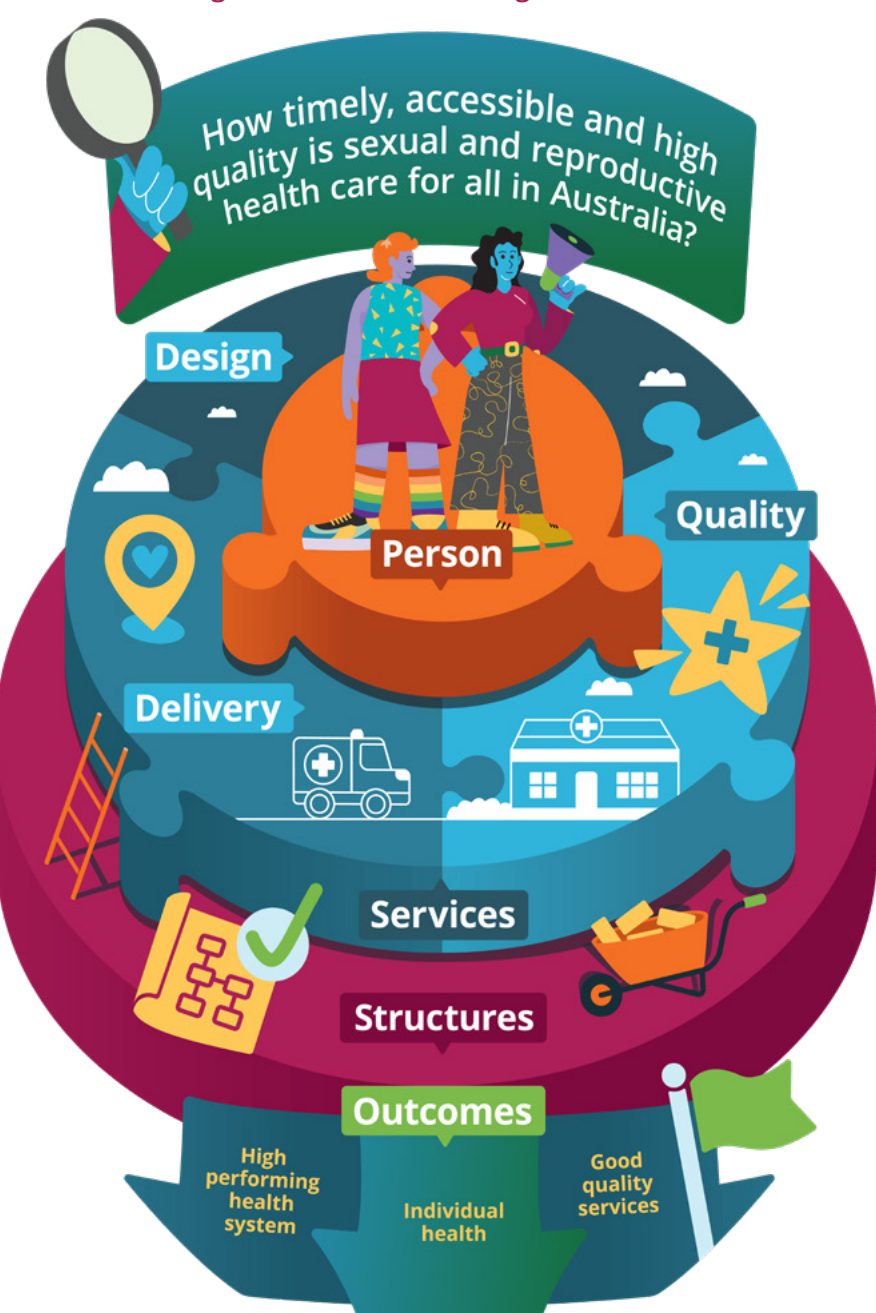 How timely, accessible and high
quality is sexual and reproductive
health care for all in Australia?
Design
Quality
Person
Delivery
Services
Structures
Outcomes
High
performing
health
system
Individual
health
Good
quality
services